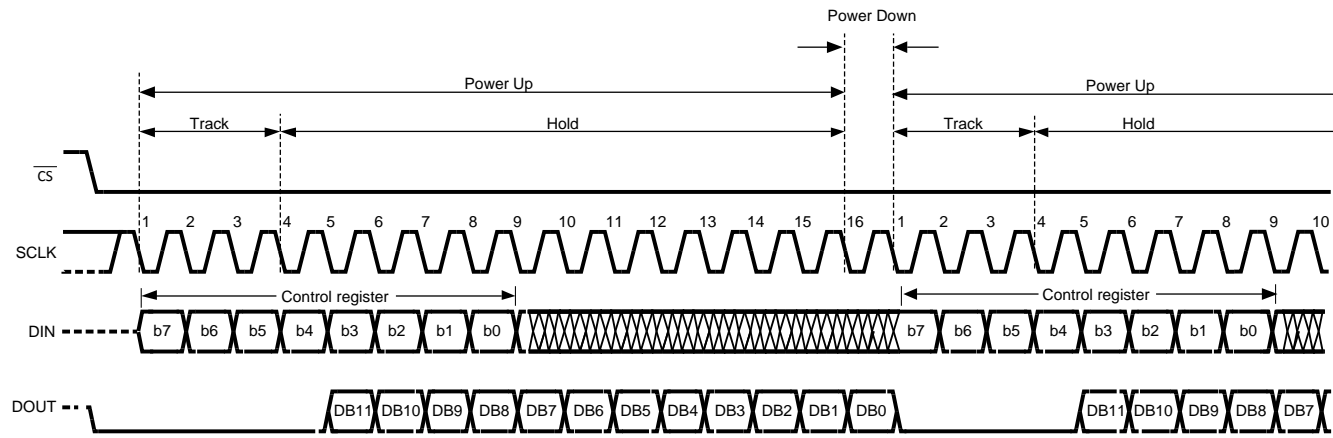 Power Down
Power Up Power Up
Track Hold Track Hold
CS
1 2 3 4 5 6 7 8 9 10 11 12 13 14 15 16 1 2 3 4 5 6 7 8 9 10
SCLK
Control register Control register
DIN b7 b6 b5 b4 b3 b2 b1 b0 b7 b6 b5 b4 b3 b2 b1 b0
DOUT DB11 DB10 DB9 DB8 DB7 DB6 DB5 DB4 DB3 DB2 DB1 DB0 DB11 DB10 DB9 DB8 DB7